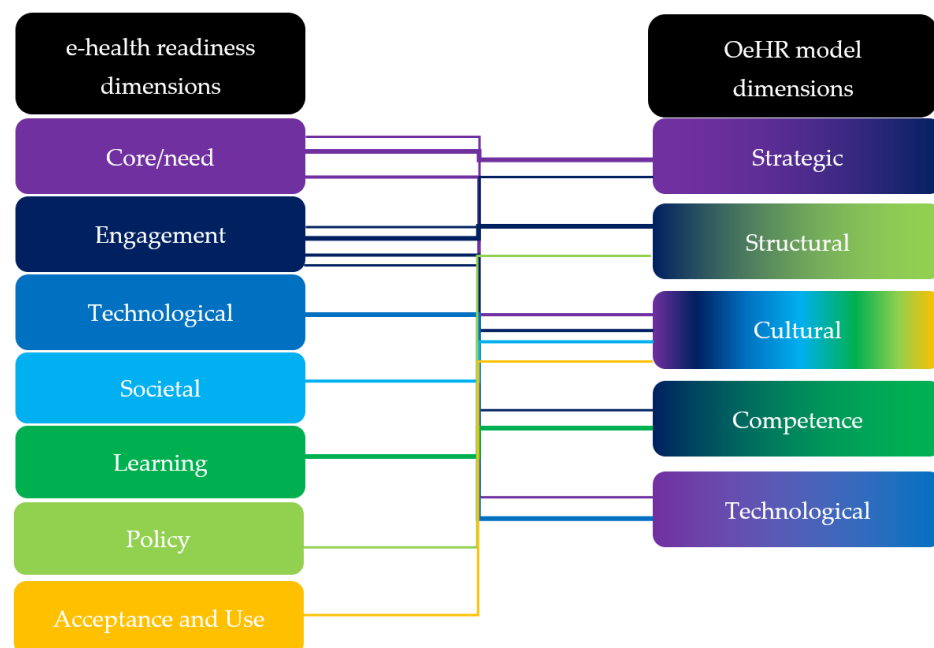 e-health readiness
dimensions
Core/need
Engagement
Technological
Societal
Learning
Policy
Acceptance and Use
OeHR model
dimensions
Strategic
Structural
Cultural
Competence
Technological